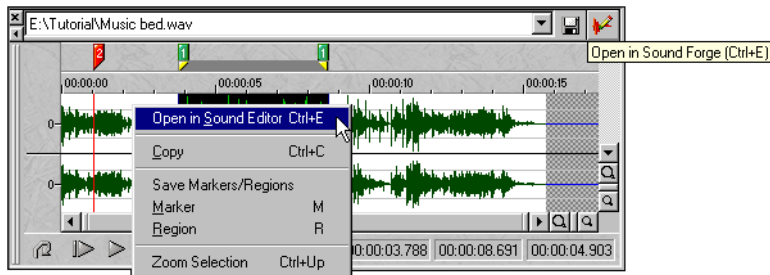 E:\Tutorial\Music bed.wav
Open in Sound Forge (Ctrl+E)
2 1 1
00:00:00 00:00:05 00:00:10 00:00:15
0-
Open in Sound Editor Ctrl+E
Copy Ctrl+C
0-
Save Markers/Regions
Marker M
Region R
Zoom Selection Ctrl+Up
00:00:03.788 00:00:08.691 00:00:04.903